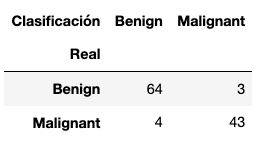 Clasificación Benign Malignant
Real
Benign 64 3
Malignant 4 43